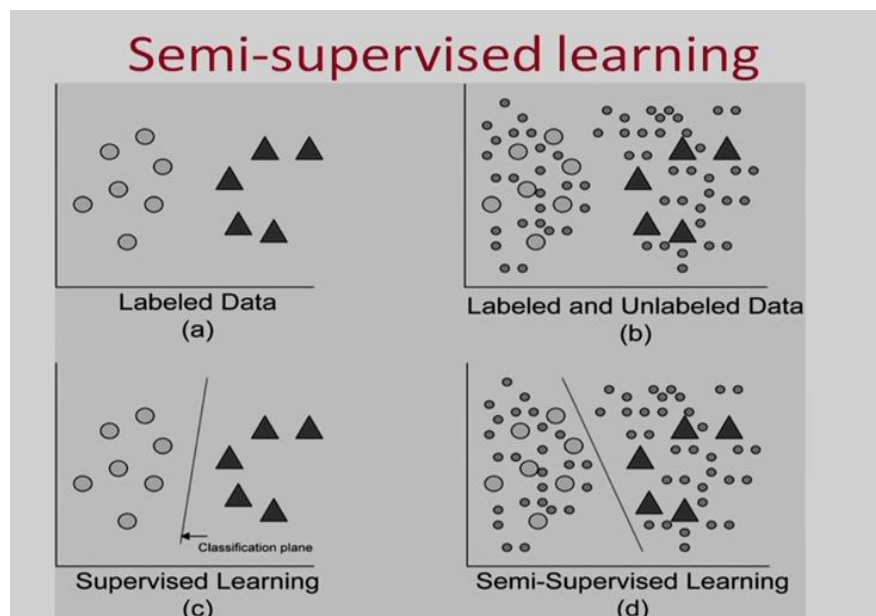 Semi-supervised learning
Labeled Data
(a)
Labeled and Unlabeled Data
(b)
Classification plane
Supervised Learning
(c)
Semi-Supervised Learning
(d)